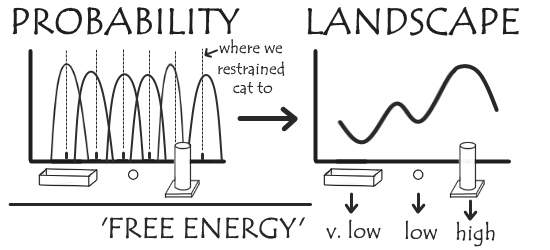 PROBABILITY
LANDSCAPE
where we
restrained
cat to
'FREE ENERGY'
v. low
low
high